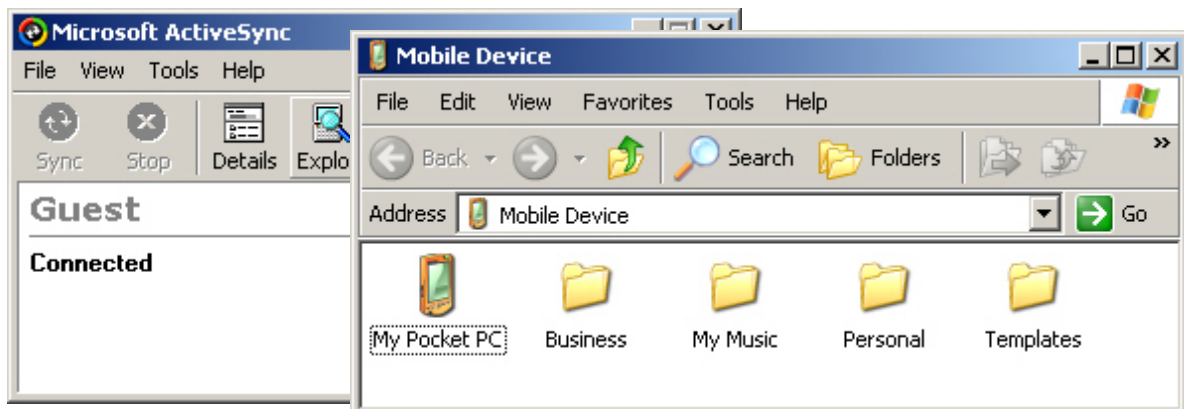 Microsoft ActiveSync
File View Tools Help
Sync Stop Details Explo
Guest
Connected
Mobile Device
File Edit View Favorites Tools Help
Back Search Folders »
Address Mobile Device Go
My Pocket PC Business My Music Personal Templates